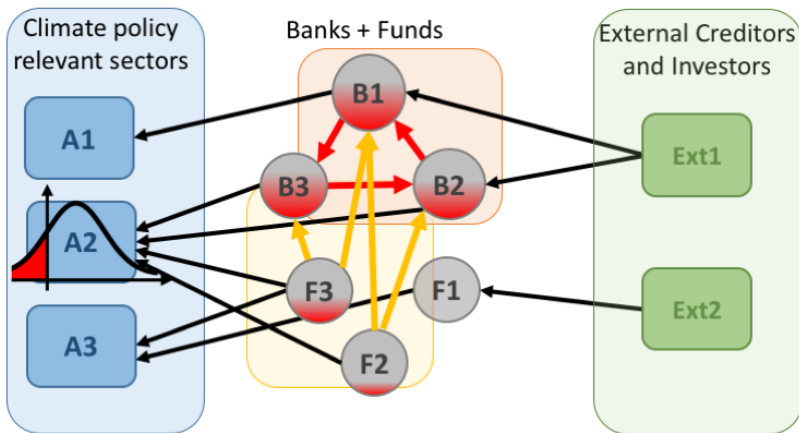 Climate policy
relevant sectors
Banks + Funds
External Creditors
and Investors
A1
B1
Ext1
B3
B2
A2
F3
F1
A3
Ext2
F2